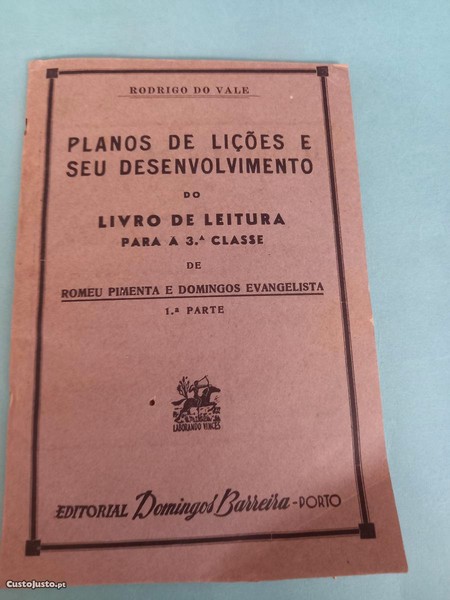 RODRIGO DO VALE
PLANOS DE LIÇÕES E
SEU DESENVOLVIMENTO
DO
LIVRO DE LEITURA
PARA A 3.ᴬ CLASSE
DE
ROMEU PIMENTA E DOMINGOS EVANGELISTA
1.ª PARTE
LABORANDO VINCES
EDITORIAL Domingos Barreira - PORTO
CustoJusto.pt